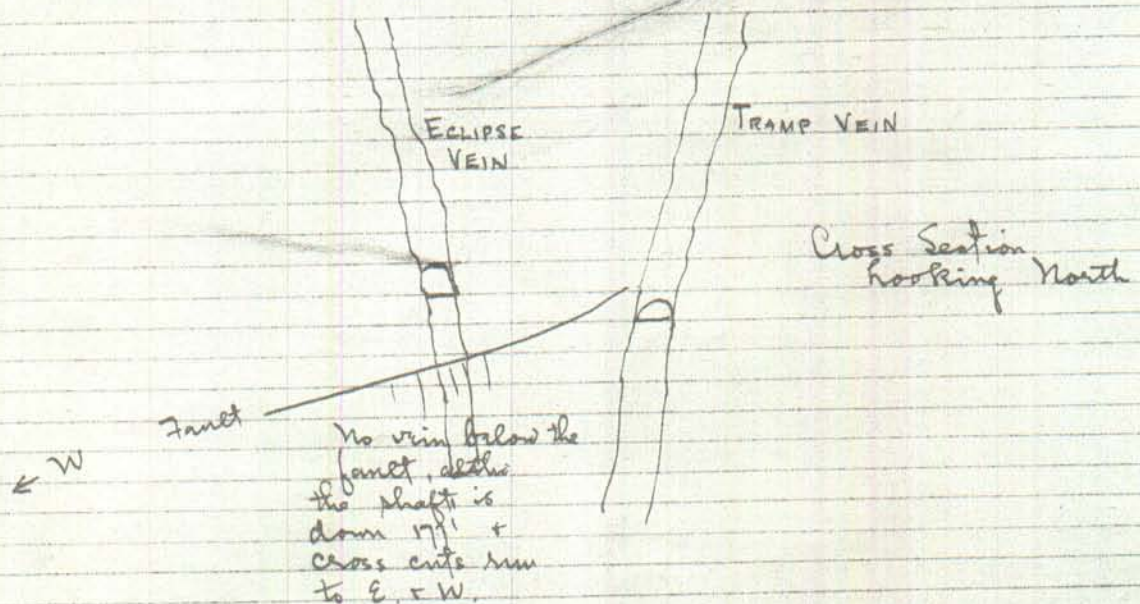 ECLIPSE
VEIN
TRAMP VEIN
Cross Section
Looking North
Fault
W
No vein below the
fault, altho
the shaft is
down &
cross cuts run
to E. & W.